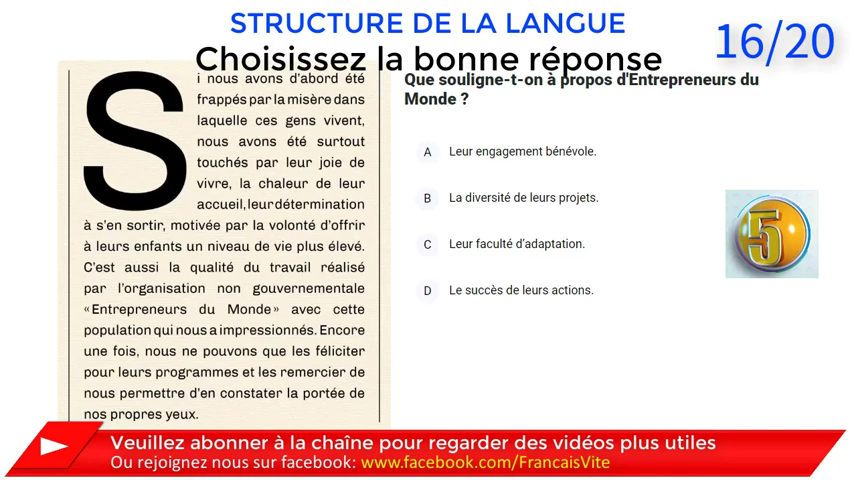 STRUCTURE DE LA LANGUE
16/20
Choisissez la bonne réponse
Si nous avons d'abord été
frappés par la misère dans
laquelle ces gens vivent,
nous avons été surtout
touchés par leur joie de
vivre, la chaleur de leur
accueil, leur détermination
à s'en sortir, motivée par la volonté d'offrir
à leurs enfants un niveau de vie plus élevé.
C'est aussi la qualité du travail réalisé
par l'organisation non gouvernementale
«Entrepreneurs du Monde» avec cette
population qui nous a impressionnés. Encore
une fois, nous ne pouvons que les féliciter
pour leurs programmes et les remercier de
nous permettre d'en constater la portée de
nos propres yeux.
Que souligne-t-on à propos d'Entrepreneurs du
Monde ?
A Leur engagement bénévole.
B La diversité de leurs projets.
C Leur faculté d'adaptation.
D Le succès de leurs actions.
5
Veuillez abonner à la chaîne pour regarder des vidéos plus utiles
Ou rejoignez nous sur facebook: www.facebook.com/FrancaisVite